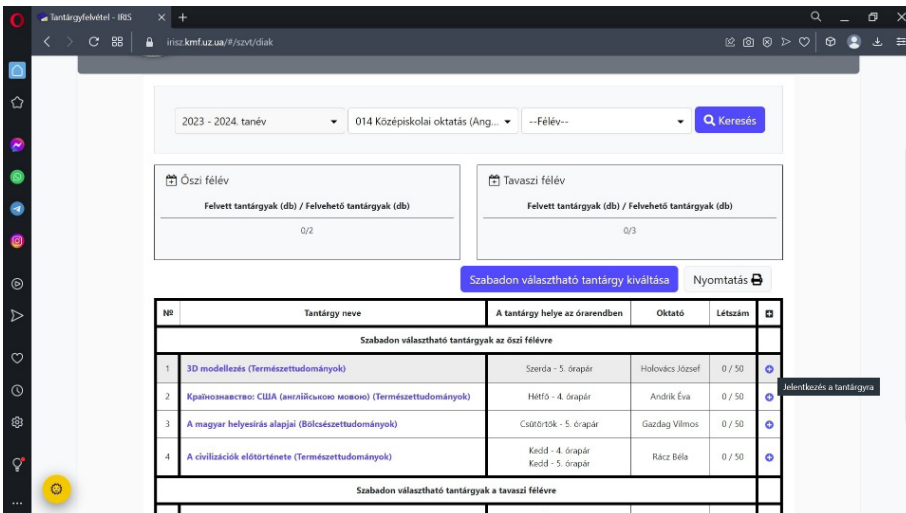 Tantárgyfelvétel - IRIS
irisz.kmf.uz.ua/#/szvt/diak
2023 - 2024. tanév
014 Középiskolai oktatás (Ang...
--Félév--
Keresés
Őszi félév
Felvett tantárgyak (db) / Felvehető tantárgyak (db)
0/2
Tavaszi félév
Felvett tantárgyak (db) / Felvehető tantárgyak (db)
0/3
Szabadon választható tantárgy kiváltása
Nyomtatás
Nº Tantárgy neve A tantárgy helye az órarendben Oktató Létszám
Szabadon választható tantárgyak az őszi félévre
1 3D modellezés (Természettudományok) Szerda - 5. órapár Holovács József 0 / 50
Jelentkezés a tantárgyra
2 Країнознавство: США (англійською мовою) (Természettudományok) Hétfő - 4. órapár Andrik Éva 0 / 50
3 A magyar helyesírás alapjai (Bölcsészettudományok) Csütörtök - 5. órapár Gazdag Vilmos 0 / 50
4 A civilizációk előtörténete (Természettudományok) Kedd - 4. órapár Rácz Béla 0 / 50
Kedd - 5. órapár
Szabadon választható tantárgyak a tavaszi félévre